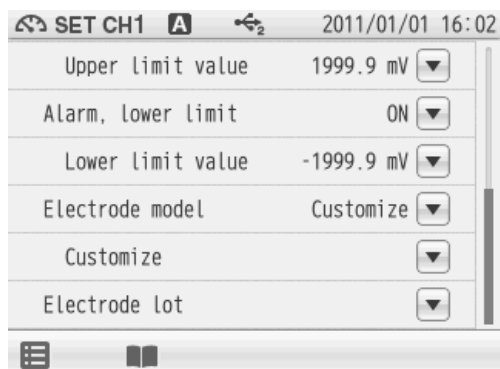 SET CH1 A 2 2011/01/01 16:02
Upper limit value 1999.9 mV
Alarm, lower limit ON
Lower limit value -1999.9 mV
Electrode model Customize
Customize
Electrode lot